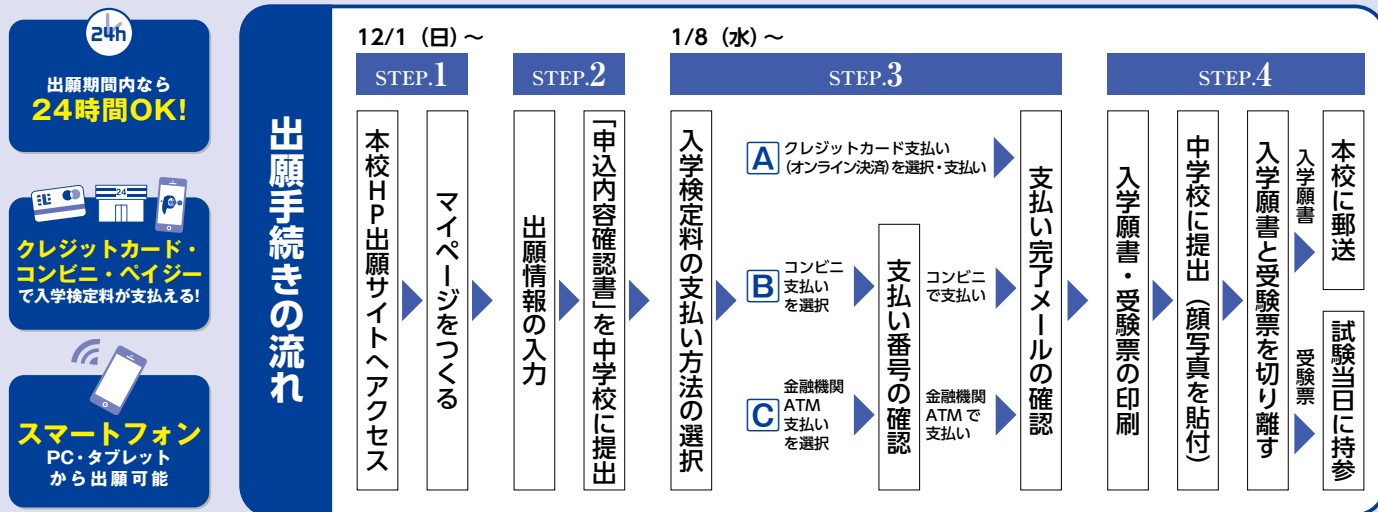 24h
出願期間内なら
24時間OK!
24
クレジットカード・
コンビニ・ペイジー
で入学検定料が支払える!
スマートフォン
PC・タブレット
から出願可能
出願手続きの流れ
12/1（日）～
STEP.1
本校HP出願サイトへアクセス
マイページをつくる
STEP.2
出願情報の入力
「申込内容確認書」を中学校に提出
1/8（水）～
STEP.3
入学検定料の支払い方法の選択
A
クレジットカード支払い
(オンライン決済)を選択・支払い
B
コンビニ
支払い
を選択
C
金融機関
ATM
支払い
を選択
支払い番号の確認
コンビニ
で支払い
金融機関
ATMで
支払い
支払い完了メールの確認
STEP.4
入学願書・受験票の印刷
中学校に提出（顔写真を貼付）
入学願書と受験票を切り離す
入学願書
本校に郵送
受験票
試験当日に持参